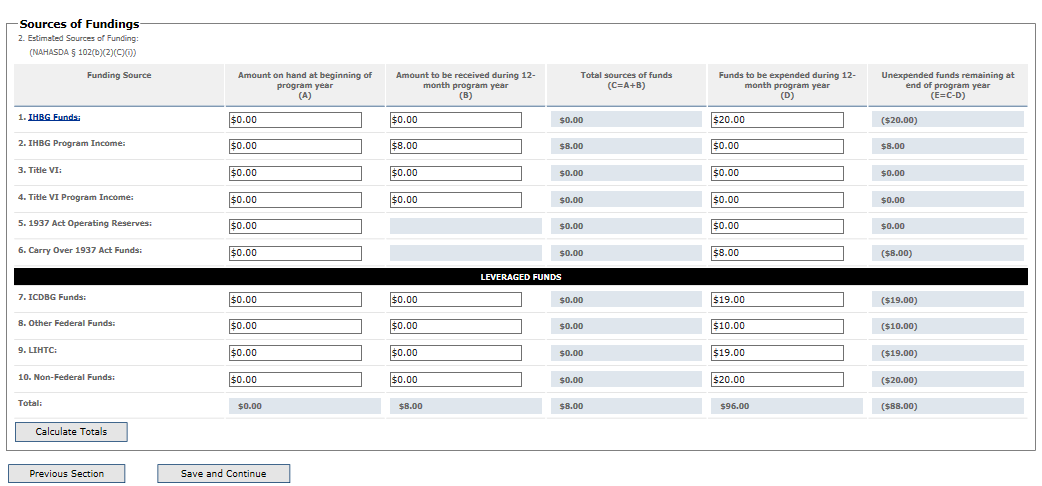 Sources of Fundings
2. Estimated Sources of Funding:
(NAHASDA § 102(b)(2)(C)(i))
Funding Source Amount on hand at beginning of program year (A) Amount to be received during 12-month program year (B) Total sources of funds (C=A+B) Funds to be expended during 12-month program year (D) Unexpended funds remaining at end of program year (E=C-D)
1. IHBG Funds: $0.00 $0.00 $0.00 $20.00 ($20.00)
2. IHBG Program Income: $0.00 $8.00 $8.00 $0.00 $8.00
3. Title VI: $0.00 $0.00 $0.00 $0.00 $0.00
4. Title VI Program Income: $0.00 $0.00 $0.00 $0.00 $0.00
5. 1937 Act Operating Reserves: $0.00 $0.00 $0.00 $0.00
6. Carry Over 1937 Act Funds: $0.00 $0.00 $8.00 ($8.00)
LEVERAGED FUNDS
7. ICDBG Funds: $0.00 $0.00 $0.00 $19.00 ($19.00)
8. Other Federal Funds: $0.00 $0.00 $0.00 $10.00 ($10.00)
9. LIHTC: $0.00 $0.00 $0.00 $19.00 ($19.00)
10. Non-Federal Funds: $0.00 $0.00 $0.00 $20.00 ($20.00)
Total: $0.00 $8.00 $8.00 $96.00 ($88.00)
Calculate Totals
Previous Section Save and Continue